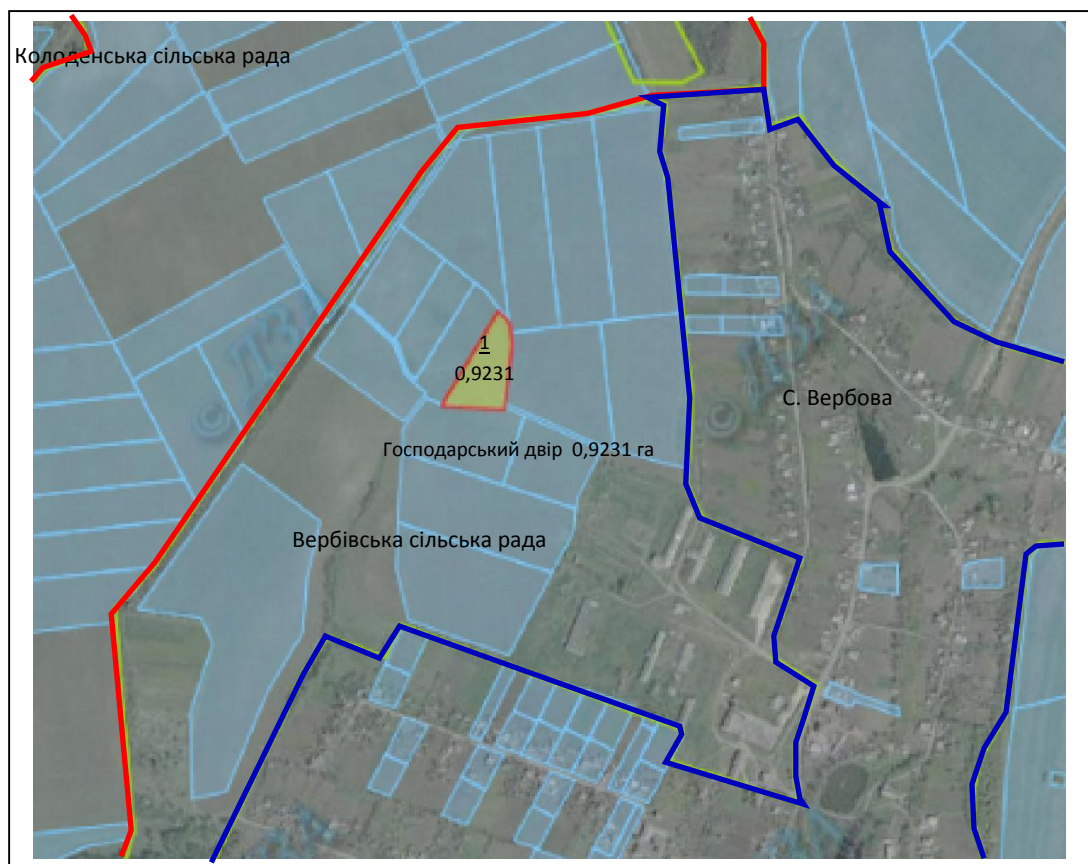 Колоденська сільська рада
1
0,9231
С. Вербова
Господарський двір 0,9231 га
Вербівська сільська рада